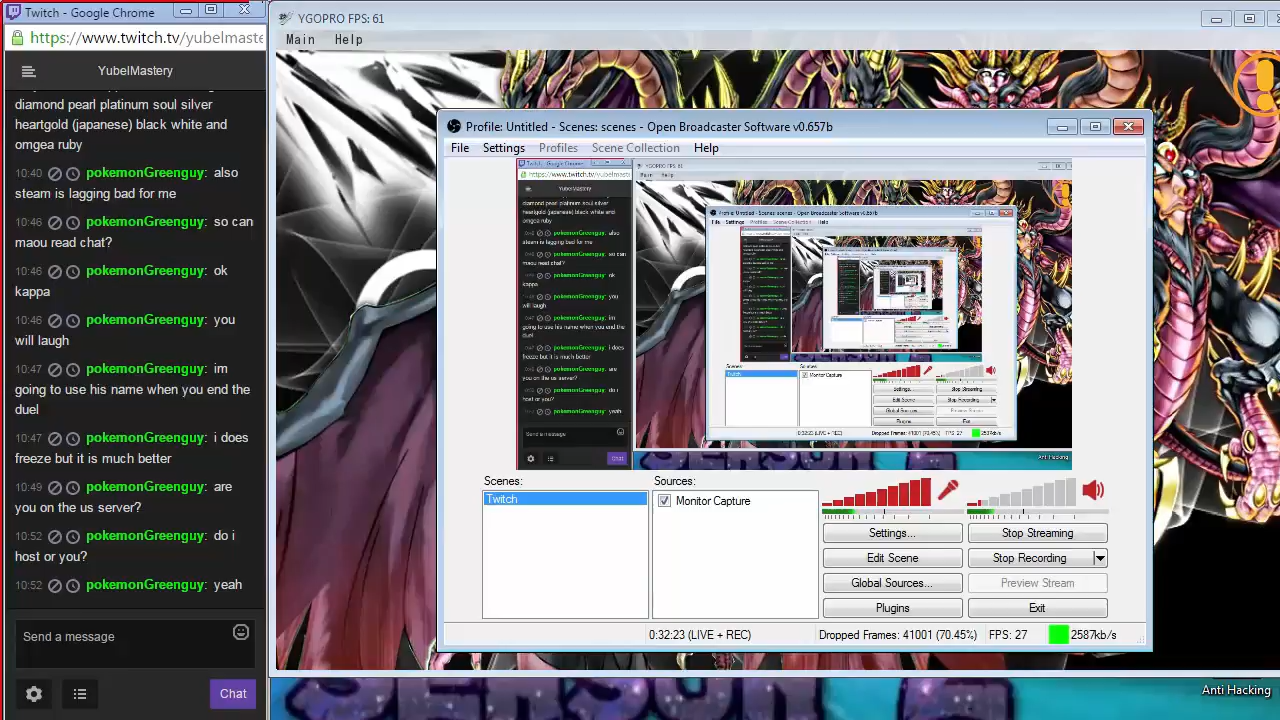 Twitch - Google Chrome
https://www.twitch.tv/yubelmaste
YubelMastery
diamond pearl platinum soul silver
heartgold (japanese) black white and
omgea ruby
10:40 pokemonGreenguy: also
steam is lagging bad for me
10:46 pokemonGreenguy: so can
maou read chat?
10:46 pokemonGreenguy: ok
kappa
10:46 pokemonGreenguy: you
will laugh
10:47 pokemonGreenguy: im
going to use his name when you end the
duel
10:47 pokemonGreenguy: i does
freeze but it is much better
10:49 pokemonGreenguy: are
you on the us server?
10:52 pokemonGreenguy: do i
host or you?
10:52 pokemonGreenguy: yeah
Send a message
Chat
YGOPRO FPS: 61
Main Help
Profile: Untitled - Scenes: scenes - Open Broadcaster Software v0.657b
File Settings Profiles Scene Collection Help
Scenes:
Twitch
Sources:
Monitor Capture
Settings... Stop Streaming
Edit Scene Stop Recording
Global Sources... Preview Stream
Plugins Exit
0:32:23 (LIVE + REC) Dropped Frames: 41001 (70.45%) FPS: 27 2587kb/s
Anti Hacking